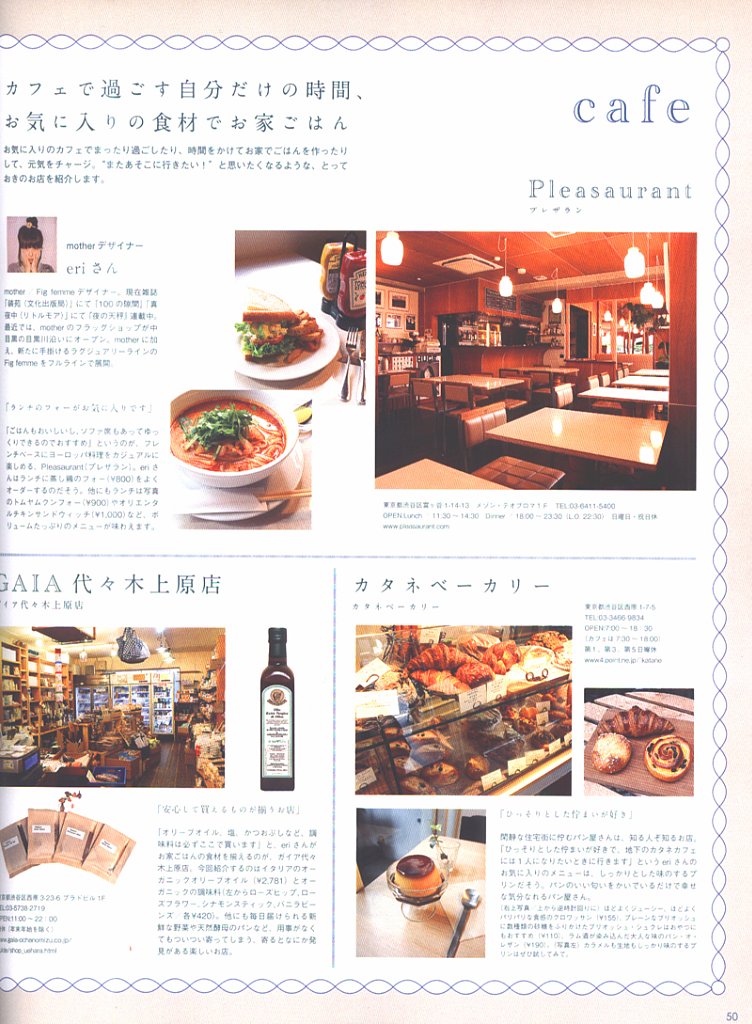 カフェで過ごす自分だけの時間、
お気に入りの食材でお家ごはん
お気に入りのカフェでまったり過ごしたり、時間をかけてお家でごはんを作ったり
して、元気をチャージ。“またあそこに行きたい！”と思いたくなるような、とって
おきのお店を紹介します。
cafe
Pleasaurant
プレザラン
mother デザイナー
eri さん
mother / Fig femme デザイナー。現在雑誌
「装苑（文化出版局）」にて「100の隙間」「真
夜中（リトルモア）」にて「夜の天秤」連載中。
最近では、motherのフラッグショップが中
目黒の目黒川沿いにオープン。motherに加
え、新たに手掛けるラグジュアリーラインの
Fig femmeをフルラインで展開。
「ランチのフォーがお気に入りです」
「ごはんもおいしいし、ソファ席もあってゆっ
くりできるのでおすすめ」というのが、フレ
ンチベースにヨーロッパ料理をカジュアルに
楽しめる、Pleasaurant（プレザラン）。eriさ
んはランチに蒸し鶏のフォー（¥800）をよく
オーダーするのだそう。他にもランチは写真
のトムヤムクンフォー（¥900）やオリエンタ
ルチキンサンドウィッチ（¥1,000）など、ボ
リュームたっぷりのメニューが味わえます。
東京都渋谷区富ヶ谷1-14-13 メゾン・テオブロマ1F TEL:03-6411-5400
OPEN:Lunch 11:30〜14:30 Dinner 18:00〜23:30（L.O. 22:30） 日曜日・祝日休
www.pleasaurant.com
GAIA 代々木上原店
ガイア代々木上原店
「安心して買えるものが揃うお店」
「オリーブオイル、塩、かつおぶしなど、調
味料は必ずここで買います」と、eriさんが
お家ごはんの食材を揃えるのが、ガイア代々
木上原店。今回紹介するのはイタリアのオー
ガニックオリーブオイル（¥2,781）とオー
ガニックの調味料（左からローズヒップ、ロー
ズフラワー、シナモンスティック、バニラビー
ンズ 各¥420）。他にも毎日届けられる新
鮮な野菜や天然酵母のパンなど、用事がなく
てもついつい寄ってしまう、寄るとなにか発
見がある楽しいお店。
東京都渋谷区西原 3-23-6 プラドビル 1F
TEL:03-5738-2719
OPEN:11:00〜22:00
無休（年末年始を除く）
www.gaia-ochanomizu.co.jp/
guide/shop_uehara.html
カタネベーカリー
カタネベーカリー
東京都渋谷区西原 1-7-5
TEL:03-3466-9834
OPEN:7:00〜18:30
（カフェは7:30〜18:00）
第1、第3、第5日曜休
www4.point.ne.jp/~katane
「ひっそりとした佇まいが好き」
閑静な住宅街に佇むパン屋さんは、知る人ぞ知るお店。
「ひっそりとした佇まいが好きで、地下のカタネカフェ
には1人になりたいときに行きます」というeriさんの
お気に入りのメニューは、しっかりとした味のするプ
リンだそう。パンのいい匂いをかいでいるだけで幸せ
な気分なれるパン屋さん。
（右上写真 上から逆時計回りに）ほどよくジューシー、ほどよく
パリパリな食感のクロワッサン（¥155）、プレーンなブリオッシュ
に数種類の砂糖をふりかけたブリオッシュ・シュクレはおやつに
もおすすめ（¥110）、ラム酒が染み込んだ大人な味のパン・オ・
レザン（¥190）。（写真左）カラメルも生地もしっかり味のするプ
リンはぜひ試してみて。
50